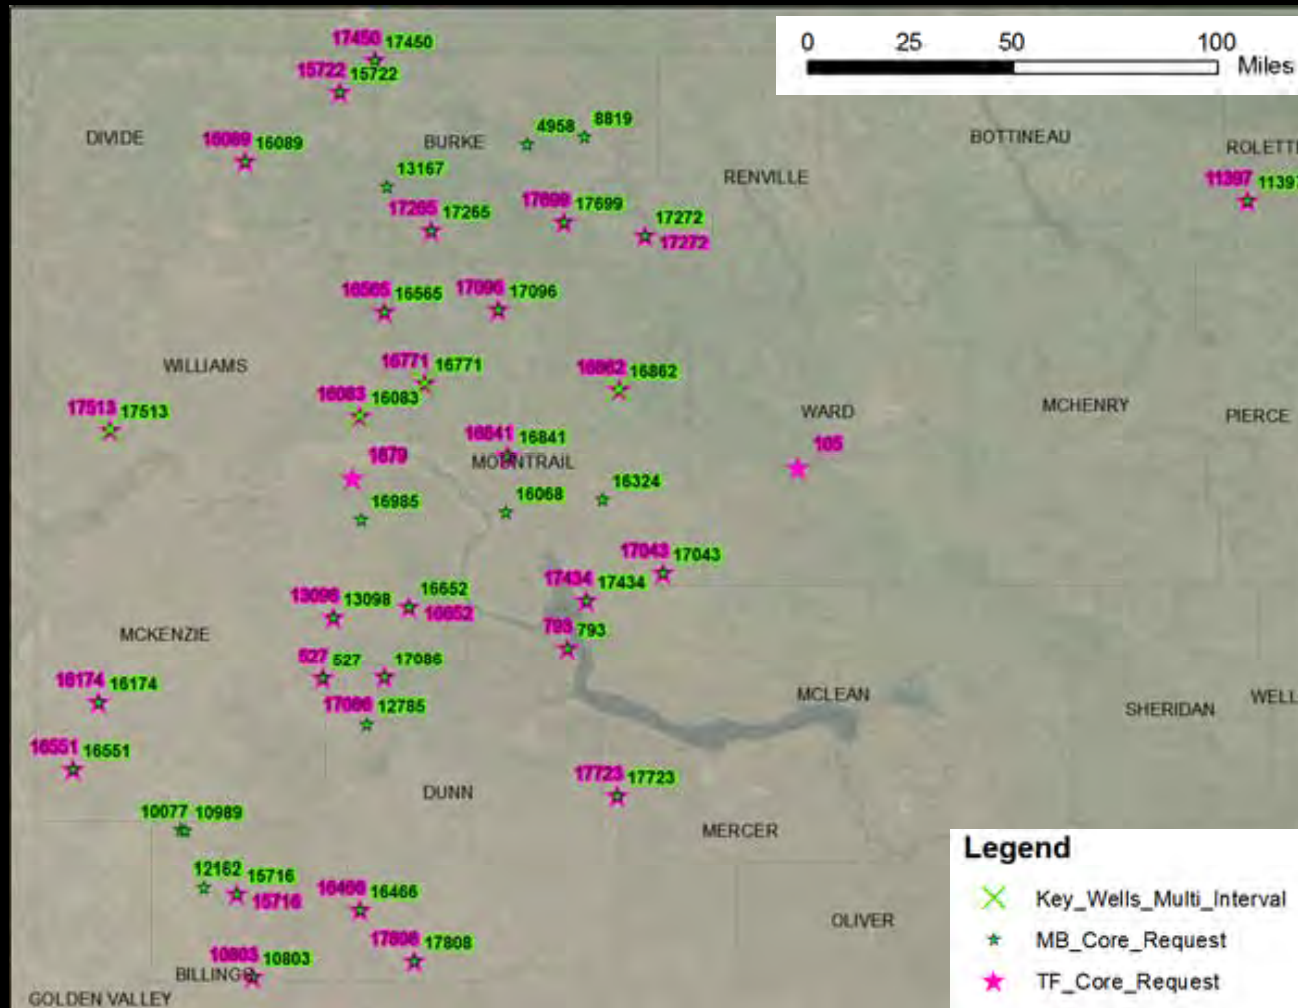 17450 17450
0 25 50 100
Miles
15722 15722
DIVIDE
16089 16089
BURKE
4958 8819
BOTTINEAU
ROLETTE
13167
RENVILLE
11397 11397
17265 17265
17699 17699
17272
17272
16565 16565
17096 17096
WILLIAMS
16771 16771
16862 16862
17513 17513
16083 16083
WARD
MCHENRY
PIERCE
16841 16841
165
1679
MOUNTRAIL
16985
16068
16324
17043 17043
17434 17434
13098 13098
16652
16652
MCKENZIE
793 793
527 527
17086
16174 16174
17086 12785
MCLEAN
SHERIDAN
WELL
16551 16551
17723 17723
DUNN
10077 10989
MERCER
12162 15716
15716
16466 16466
OLIVER
17808 17808
10803 10803
BILLINGS
GOLDEN VALLEY
Legend
Key_Wells_Multi_Interval
MB_Core_Request
TF_Core_Request